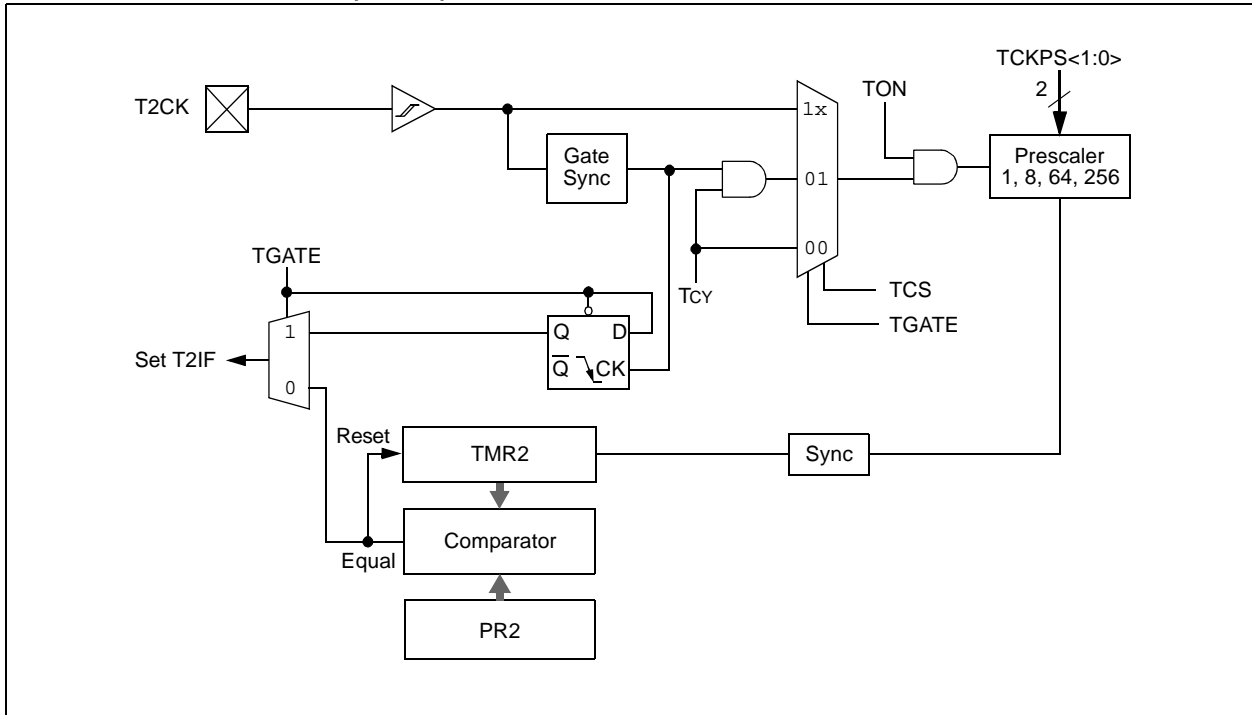 TCKPS<1:0>
2
T2CK
TON
1x
Gate
Sync
Prescaler
1, 8, 64, 256
01
00
TGATE
TCY
TCS
TGATE
1
Q D
Set T2IF
Q CK
0
Reset
TMR2
Sync
Comparator
Equal
PR2